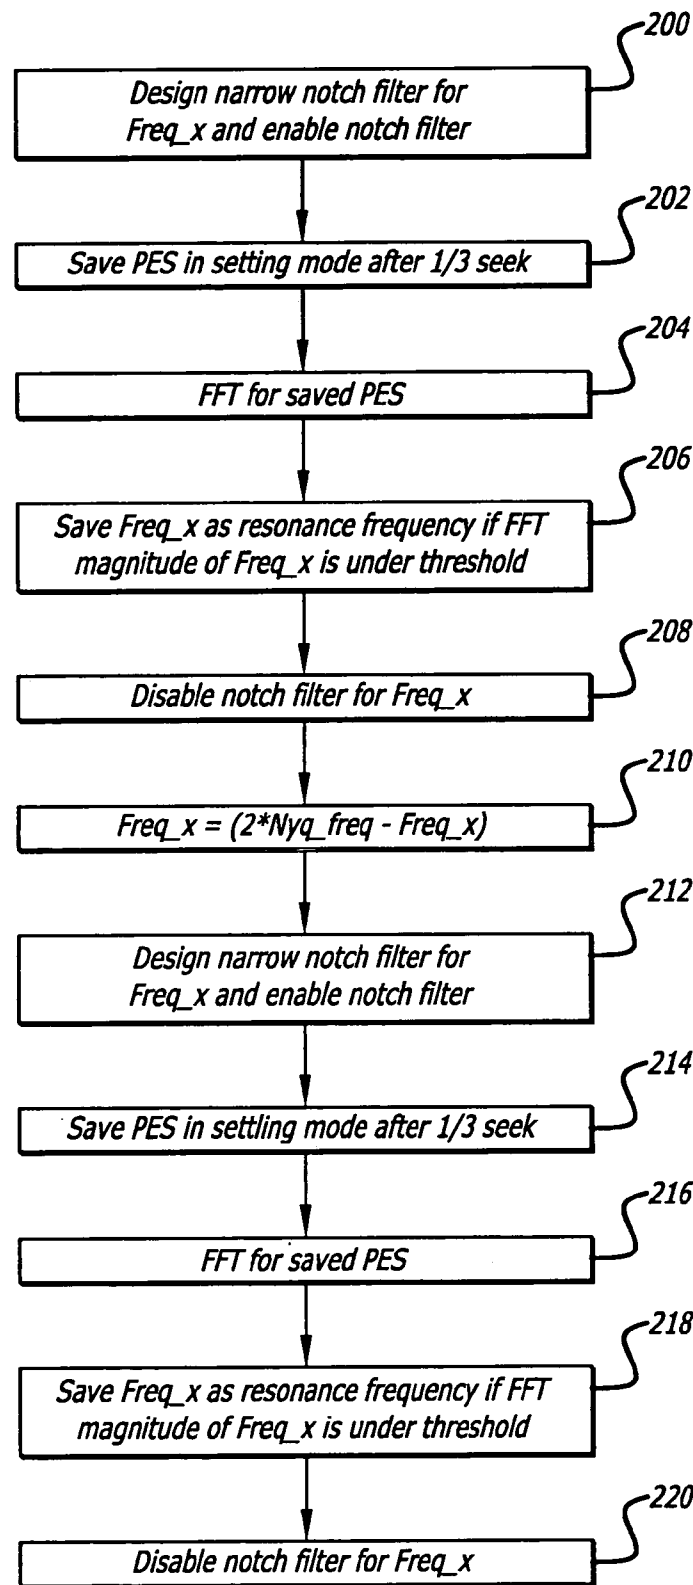 200
Design narrow notch filter for
Freq_x and enable notch filter
202
Save PES in setting mode after 1/3 seek
204
FFT for saved PES
206
Save Freq_x as resonance frequency if FFT
magnitude of Freq_x is under threshold
208
Disable notch filter for Freq_x
210
Freq_x = (2*Nyq_freq - Freq_x)
212
Design narrow notch filter for
Freq_x and enable notch filter
214
Save PES in settling mode after 1/3 seek
216
FFT for saved PES
218
Save Freq_x as resonance frequency if FFT
magnitude of Freq_x is under threshold
220
Disable notch filter for Freq_x